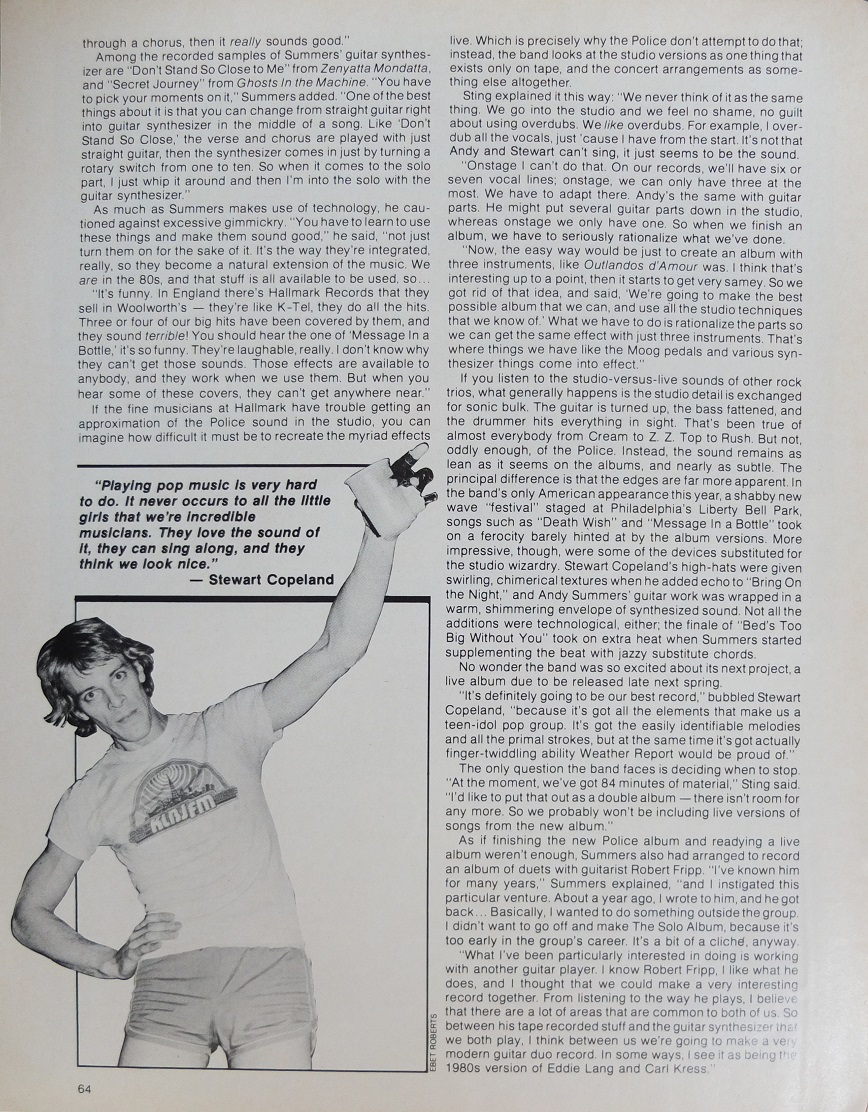 through a chorus, then it really sounds good."
Among the recorded samples of Summers' guitar synthes-
izer are "Don't Stand So Close to Me" from Zenyatta Mondatta,
and "Secret Journey" from Ghosts In the Machine. "You have
to pick your moments on it," Summers added. "One of the best
things about it is that you can change from straight guitar right
into guitar synthesizer in the middle of a song. Like 'Don't
Stand So Close,' the verse and chorus are played with just
straight guitar, then the synthesizer comes in just by turning a
rotary switch from one to ten. So when it comes to the solo
part, I just whip it around and then I'm into the solo with the
guitar synthesizer."
As much as Summers makes use of technology, he cau-
tioned against excessive gimmickry. "You have to learn to use
these things and make them sound good," he said, "not just
turn them on for the sake of it. It's the way they're integrated,
really, so they become a natural extension of the music. We
are in the 80s, and that stuff is all available to be used, so...
"It's funny. In England there's Hallmark Records that they
sell in Woolworth's — they're like K-Tel, they do all the hits.
Three or four of our big hits have been covered by them, and
they sound terrible! You should hear the one of 'Message In a
Bottle,' it's so funny. They're laughable, really. I don't know why
they can't get those sounds. Those effects are available to
anybody, and they work when we use them. But when you
hear some of these covers, they can't get anywhere near."
If the fine musicians at Hallmark have trouble getting an
approximation of the Police sound in the studio, you can
imagine how difficult it must be to recreate the myriad effects
"Playing pop music is very hard
to do. It never occurs to all the little
girls that we're incredible
musicians. They love the sound of
it, they can sing along, and they
think we look nice."
— Stewart Copeland
KLOS FM
EBET ROBERTS
64
live. Which is precisely why the Police don't attempt to do that;
instead, the band looks at the studio versions as one thing that
exists only on tape, and the concert arrangements as some-
thing else altogether.
Sting explained it this way: "We never think of it as the same
thing. We go into the studio and we feel no shame, no guilt
about using overdubs. We like overdubs. For example, I over-
dub all the vocals, just 'cause I have from the start. It's not that
Andy and Stewart can't sing, it just seems to be the sound.
"Onstage I can't do that. On our records, we'll have six or
seven vocal lines; onstage, we can only have three at the
most. We have to adapt there. Andy's the same with guitar
parts. He might put several guitar parts down in the studio,
whereas onstage we only have one. So when we finish an
album, we have to seriously rationalize what we've done.
"Now, the easy way would be just to create an album with
three instruments, like Outlandos d'Amour was. I think that's
interesting up to a point, then it starts to get very samey. So we
got rid of that idea, and said, 'We're going to make the best
possible album that we can, and use all the studio techniques
that we know of.' What we have to do is rationalize the parts so
we can get the same effect with just three instruments. That's
where things we have like the Moog pedals and various syn-
thesizer things come into effect."
If you listen to the studio-versus-live sounds of other rock
trios, what generally happens is the studio detail is exchanged
for sonic bulk. The guitar is turned up, the bass fattened, and
the drummer hits everything in sight. That's been true of
almost everybody from Cream to Z. Z. Top to Rush. But not,
oddly enough, of the Police. Instead, the sound remains as
lean as it seems on the albums, and nearly as subtle. The
principal difference is that the edges are far more apparent. In
the band's only American appearance this year, a shabby new
wave "festival" staged at Philadelphia's Liberty Bell Park,
songs such as "Death Wish" and "Message In a Bottle" took
on a ferocity barely hinted at by the album versions. More
impressive, though, were some of the devices substituted for
the studio wizardry. Stewart Copeland's high-hats were given
swirling, chimerical textures when he added echo to "Bring On
the Night," and Andy Summers' guitar work was wrapped in a
warm, shimmering envelope of synthesized sound. Not all the
additions were technological, either; the finale of "Bed's Too
Big Without You" took on extra heat when Summers started
supplementing the beat with jazzy substitute chords.
No wonder the band was so excited about its next project, a
live album due to be released late next spring.
"It's definitely going to be our best record," bubbled Stewart
Copeland, "because it's got all the elements that make us a
teen-idol pop group. It's got the easily identifiable melodies
and all the primal strokes, but at the same time it's got actually
finger-twiddling ability Weather Report would be proud of."
The only question the band faces is deciding when to stop.
"At the moment, we've got 84 minutes of material," Sting said.
"I'd like to put that out as a double album — there isn't room for
any more. So we probably won't be including live versions of
songs from the new album."
As if finishing the new Police album and readying a live
album weren't enough, Summers also had arranged to record
an album of duets with guitarist Robert Fripp. "I've known him
for many years," Summers explained, "and I instigated this
particular venture. About a year ago, I wrote to him, and he got
back... Basically, I wanted to do something outside the group.
I didn't want to go off and make The Solo Album, because it's
too early in the group's career. It's a bit of a cliché, anyway.
"What I've been particularly interested in doing is working
with another guitar player. I know Robert Fripp, I like what he
does, and I thought that we could make a very interesting
record together. From listening to the way he plays, I believe
that there are a lot of areas that are common to both of us. So
between his tape recorded stuff and the guitar synthesizer that
we both play, I think between us we're going to make a very
modern guitar duo record. In some ways, I see it as being the
1980s version of Eddie Lang and Carl Kress."